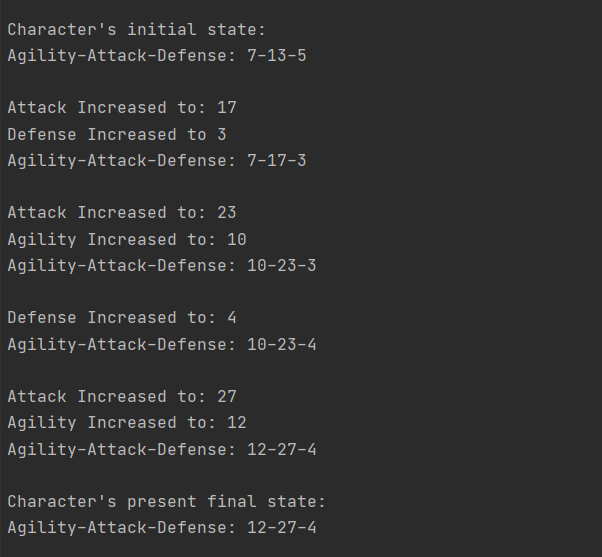 Character's initial state:
Agility-Attack-Defense: 7-13-5
Attack Increased to: 17
Defense Increased to 3
Agility-Attack-Defense: 7-17-3
Attack Increased to: 23
Agility Increased to: 10
Agility-Attack-Defense: 10-23-3
Defense Increased to: 4
Agility-Attack-Defense: 10-23-4
Attack Increased to: 27
Agility Increased to: 12
Agility-Attack-Defense: 12-27-4
Character's present final state:
Agility-Attack-Defense: 12-27-4